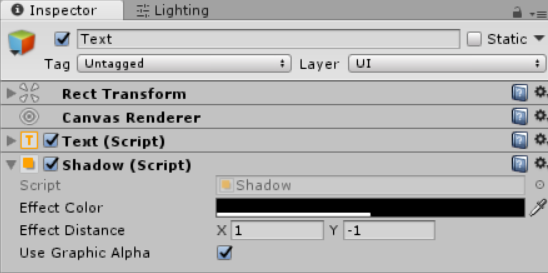 Inspector Lighting
Text Static
Tag Untagged Layer UI
Rect Transform
Canvas Renderer
T Text (Script)
Shadow (Script)
Script Shadow
Effect Color
Effect Distance X 1 Y -1
Use Graphic Alpha